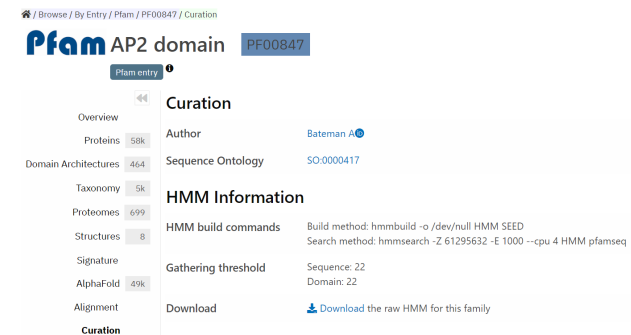 / Browse / By Entry / Pfam / PF00847 / Curation
Pfam AP2 domain PF00847
Pfam entry
Overview
Proteins 58k
Domain Architectures 464
Taxonomy 5k
Proteomes 699
Structures 8
Signature
AlphaFold 49k
Alignment
Curation
Curation
Author Bateman A
Sequence Ontology SO:0000417
HMM Information
HMM build commands Build method: hmmbuild -o /dev/null HMM SEED
Search method: hmmsearch -Z 61295632 -E 1000 --cpu 4 HMM pfamseq
Gathering threshold Sequence: 22
Domain: 22
Download Download the raw HMM for this family